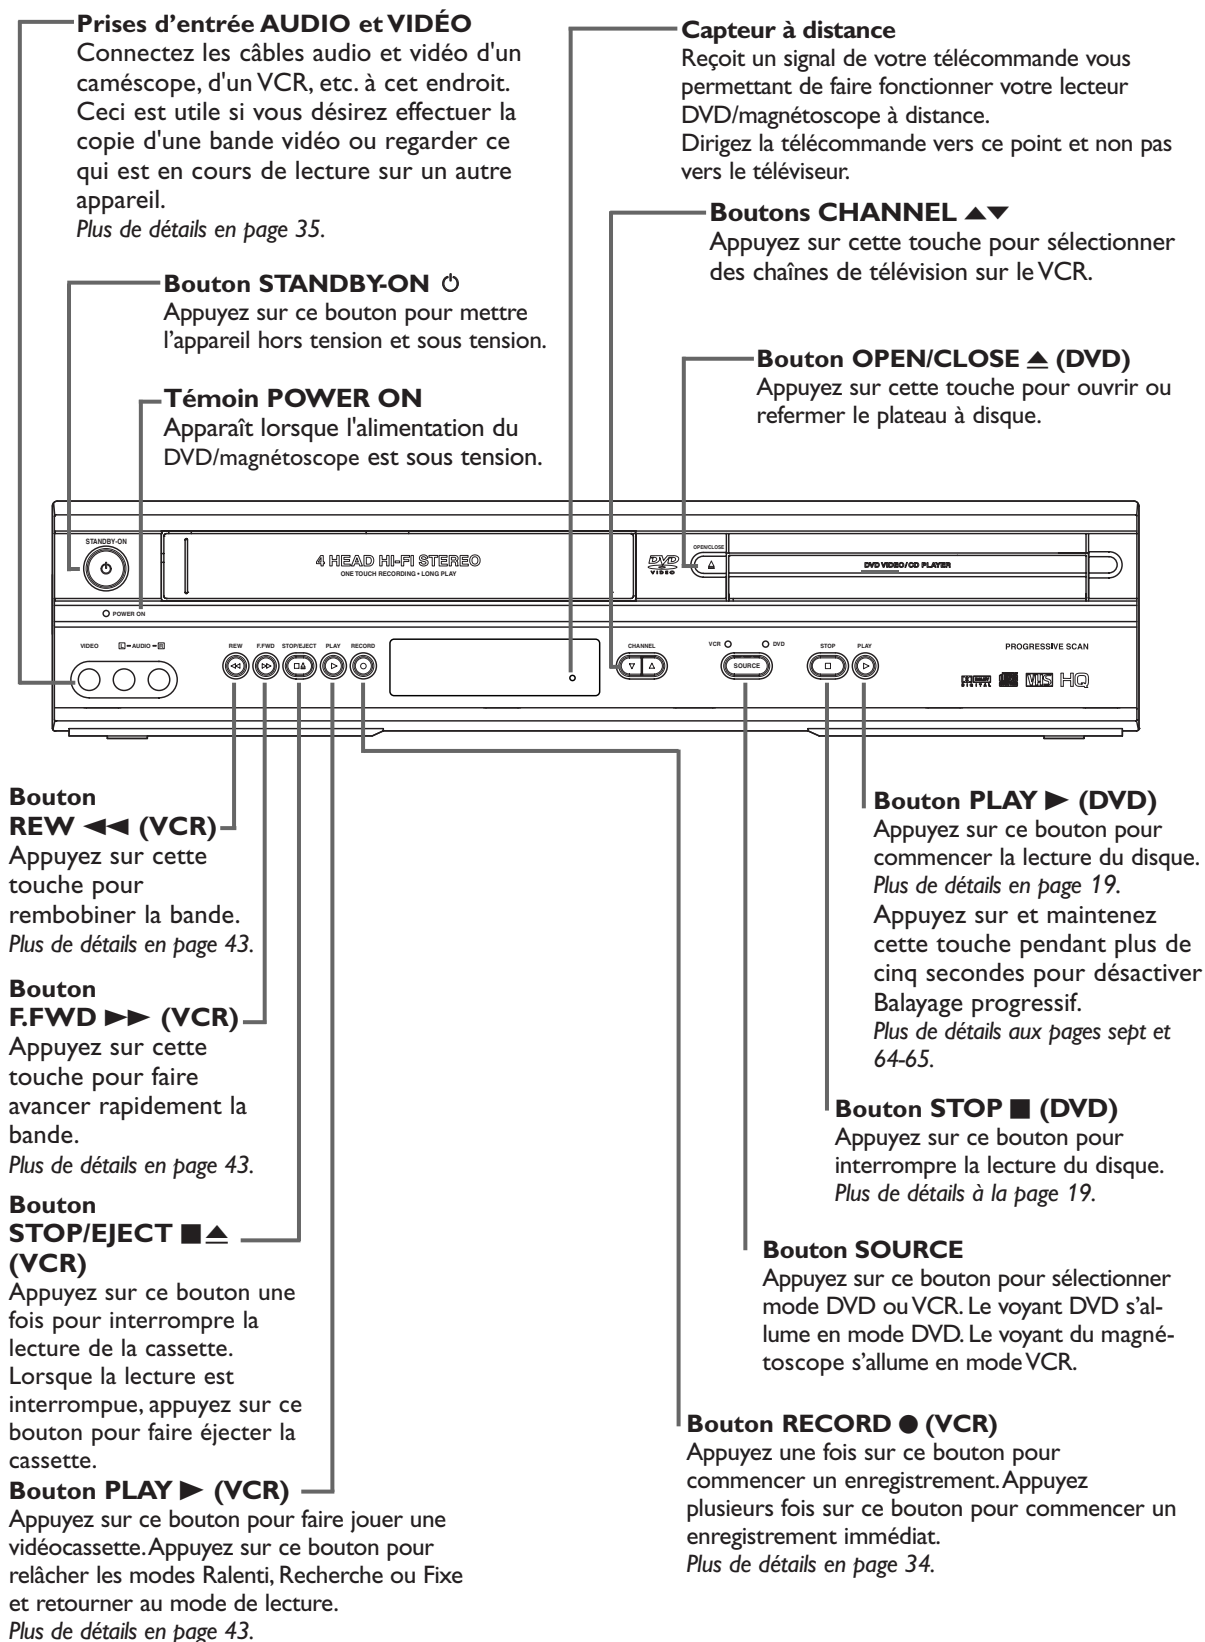 Prises d'entrée AUDIO et VIDÉO
Connectez les câbles audio et vidéo d'un
caméscope, d'un VCR, etc. à cet endroit.
Ceci est utile si vous désirez effectuer la
copie d'une bande vidéo ou regarder ce
qui est en cours de lecture sur un autre
appareil.
Plus de détails en page 35.
Capteur à distance
Reçoit un signal de votre télécommande vous
permettant de faire fonctionner votre lecteur
DVD/magnétoscope à distance.
Dirigez la télécommande vers ce point et non pas
vers le téléviseur.
Boutons CHANNEL ▲▼
Appuyez sur cette touche pour sélectionner
des chaînes de télévision sur le VCR.
Bouton STANDBY-ON ⏻
Appuyez sur ce bouton pour mettre
l'appareil hors tension et sous tension.
Bouton OPEN/CLOSE ⏏ (DVD)
Appuyez sur cette touche pour ouvrir ou
refermer le plateau à disque.
Témoin POWER ON
Apparaît lorsque l'alimentation du
DVD/magnétoscope est sous tension.
STANDBY-ON
4 HEAD HI-FI STEREO
ONE TOUCH RECORDING • LONG PLAY
DVD
VIDEO
OPEN/CLOSE
DVD VIDEO/CD PLAYER
POWER ON
VIDEO L-AUDIO-R
REW F.FWD STOP/EJECT PLAY RECORD
CHANNEL
VCR DVD
SOURCE
STOP PLAY
PROGRESSIVE SCAN
DIGITAL
VHS HQ
Bouton
REW ◀◀ (VCR)
Appuyez sur cette
touche pour
rembobiner la bande.
Plus de détails en page 43.
Bouton
F.FWD ▶▶ (VCR)
Appuyez sur cette
touche pour faire
avancer rapidement la
bande.
Plus de détails en page 43.
Bouton
STOP/EJECT ■⏏
(VCR)
Appuyez sur ce bouton une
fois pour interrompre la
lecture de la cassette.
Lorsque la lecture est
interrompue, appuyez sur ce
bouton pour faire éjecter la
cassette.
Bouton PLAY ▶ (VCR)
Appuyez sur ce bouton pour faire jouer une
vidéocassette. Appuyez sur ce bouton pour
relâcher les modes Ralenti, Recherche ou Fixe
et retourner au mode de lecture.
Plus de détails en page 43.
Bouton PLAY ▶ (DVD)
Appuyez sur ce bouton pour
commencer la lecture du disque.
Plus de détails en page 19.
Appuyez sur et maintenez
cette touche pendant plus de
cinq secondes pour désactiver
Balayage progressif.
Plus de détails aux pages sept et
64-65.
Bouton STOP ■ (DVD)
Appuyez sur ce bouton pour
interrompre la lecture du disque.
Plus de détails à la page 19.
Bouton SOURCE
Appuyez sur ce bouton pour sélectionner
mode DVD ou VCR. Le voyant DVD s'al-
lume en mode DVD. Le voyant du magné-
toscope s'allume en mode VCR.
Bouton RECORD ● (VCR)
Appuyez une fois sur ce bouton pour
commencer un enregistrement. Appuyez
plusieurs fois sur ce bouton pour commencer un
enregistrement immédiat.
Plus de détails en page 34.